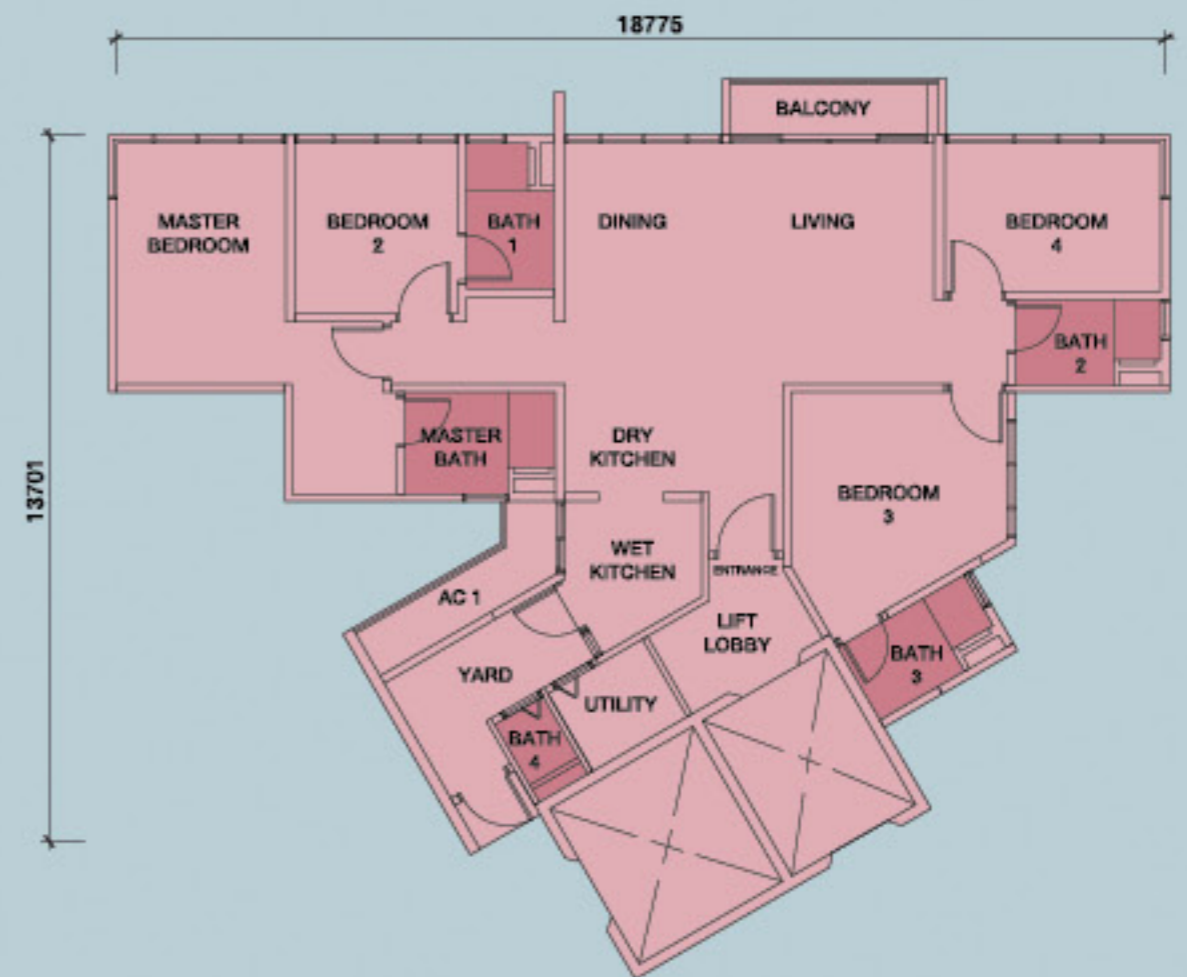 18775
BALCONY
MASTER
BEDROOM
BEDROOM
2
BATH
1
DINING
LIVING
BEDROOM
4
BATH
2
13701
MASTER
BATH
DRY
KITCHEN
BEDROOM
3
WET
KITCHEN
ENTRANCE
AC 1
LIFT
LOBBY
BATH
3
YARD
UTILITY
BATH
4